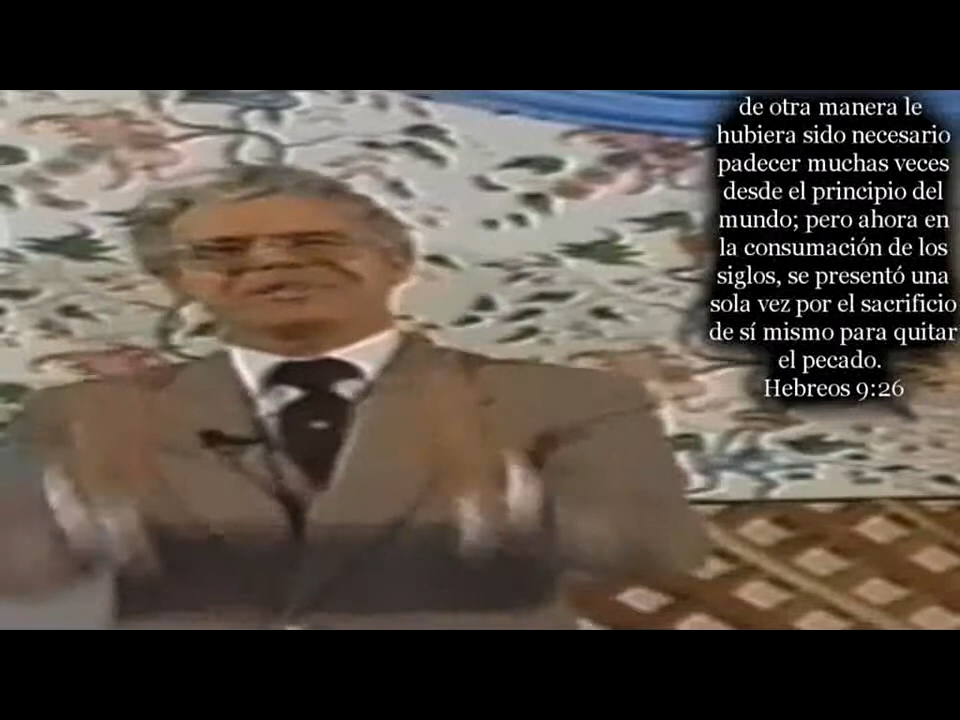 de otra manera le
hubiera sido necesario
padecer muchas veces
desde el principio del
mundo; pero ahora en
la consumación de los
siglos, se presentó una
sola vez por el sacrificio
de sí mismo para quitar
el pecado.
Hebreos 9:26